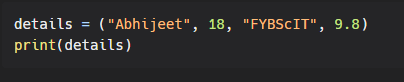 details = ("Abhijeet", 18, "FYBScIT", 9.8)
print(details)